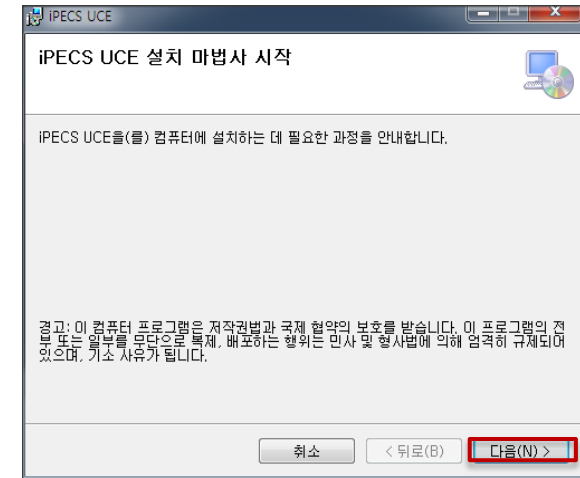 iPECS UCE
iPECS UCE 설치 마법사 시작
iPECS UCE을(를) 컴퓨터에 설치하는 데 필요한 과정을 안내합니다.
경고: 이 컴퓨터 프로그램은 저작권법과 국제 협약의 보호를 받습니다. 이 프로그램의 전
부 또는 일부를 무단으로 복제, 배포하는 행위는 민사 및 형사법에 의해 엄격히 규제되어
있으며, 기소 사유가 됩니다.
취소 < 뒤로(B) 다음(N) >